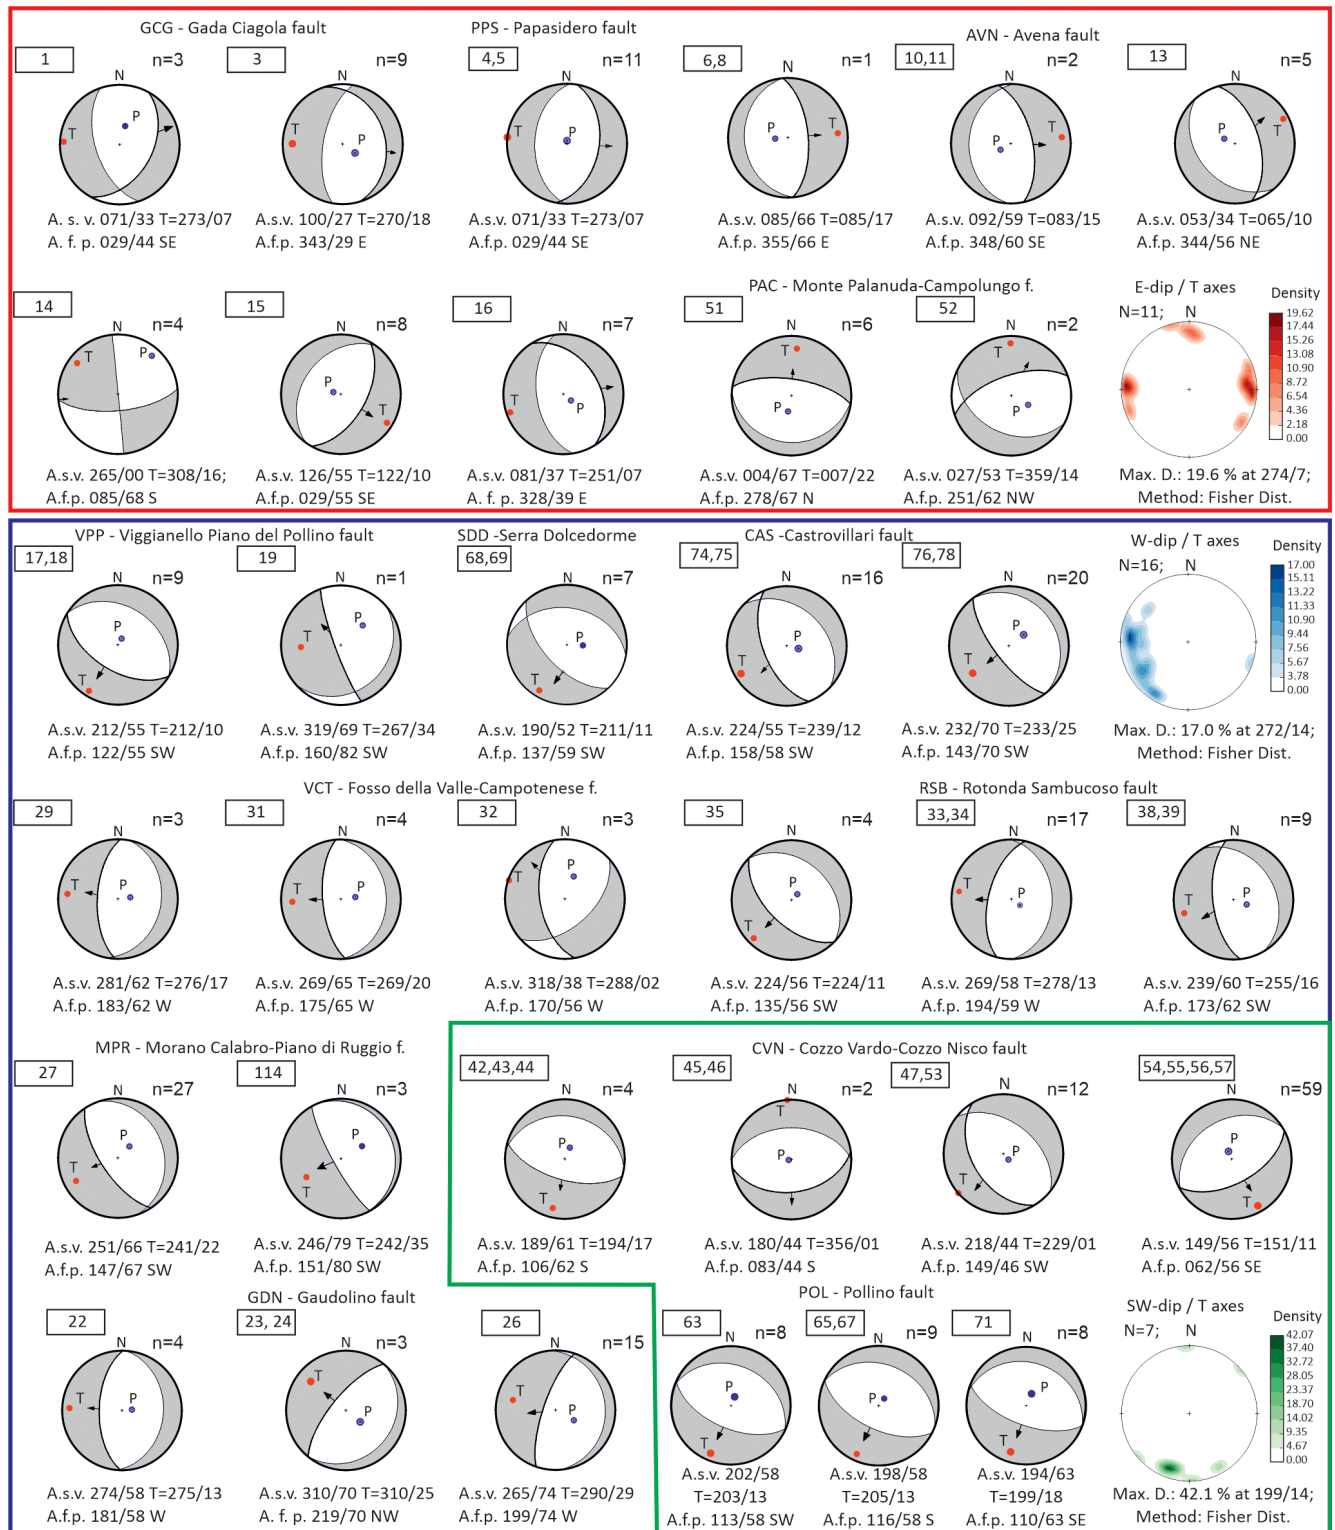 GCG - Gada Ciagola fault
PPS - Papasidero fault
AVN - Avena fault
1 N n=3
3 n=9
4,5 N n=11
6,8 N n=1
10,11 N n=2
13 N n=5
T P
T P
T P
P T
P T
P T
A. s. v. 071/33 T=273/07
A. f. p. 029/44 SE
A.s.v. 100/27 T=270/18
A.f.p. 343/29 E
A.s.v. 071/33 T=273/07
A.f.p. 029/44 SE
A.s.v. 085/66 T=085/17
A.f.p. 355/66 E
A.s.v. 092/59 T=083/15
A.f.p. 348/60 SE
A.s.v. 053/34 T=065/10
A.f.p. 344/56 NE
PAC - Monte Palanuda-Campolungo f.
14 N n=4
15 N n=8
16 N n=7
51 N n=6
52 N n=2
T P
P T
T P
T P
T P
A.s.v. 265/00 T=308/16;
A.f.p. 085/68 S
A.s.v. 126/55 T=122/10
A.f.p. 029/55 SE
A.s.v. 081/37 T=251/07
A. f. p. 328/39 E
A.s.v. 004/67 T=007/22
A.f.p. 278/67 N
A.s.v. 027/53 T=359/14
A.f.p. 251/62 NW
E-dip / T axes
N=11; N
Density
19.62
17.44
15.26
13.08
10.90
8.72
6.54
4.36
2.18
0.00
Max. D.: 19.6 % at 274/7;
Method: Fisher Dist.
VPP - Viggianello Piano del Pollino fault
SDD -Serra Dolcedorme
CAS -Castrovillari fault
17,18 N n=9
19 N n=1
68,69 N n=7
74,75 N n=16
76,78 N n=20
P T
P T
P T
P T
P T
A.s.v. 212/55 T=212/10
A.f.p. 122/55 SW
A.s.v. 319/69 T=267/34
A.f.p. 160/82 SW
A.s.v. 190/52 T=211/11
A.f.p. 137/59 SW
A.s.v. 224/55 T=239/12
A.f.p. 158/58 SW
A.s.v. 232/70 T=233/25
A.f.p. 143/70 SW
W-dip / T axes
N=16; N
Density
17.00
15.11
13.22
11.33
10.90
9.44
7.56
5.67
3.78
0.00
Max. D.: 17.0 % at 272/14;
Method: Fisher Dist.
VCT - Fosso della Valle-Campotenese f.
RSB - Rotonda Sambucoso fault
29 N n=3
31 N n=4
32 N n=3
35 N n=4
33,34 N n=17
38,39 N n=9
T P
T P
T P
P T
T P
T P
A.s.v. 281/62 T=276/17
A.f.p. 183/62 W
A.s.v. 269/65 T=269/20
A.f.p. 175/65 W
A.s.v. 318/38 T=288/02
A.f.p. 170/56 W
A.s.v. 224/56 T=224/11
A.f.p. 135/56 SW
A.s.v. 269/58 T=278/13
A.f.p. 194/59 W
A.s.v. 239/60 T=255/16
A.f.p. 173/62 SW
MPR - Morano Calabro-Piano di Ruggio f.
CVN - Cozzo Vardo-Cozzo Nisco fault
27 N n=27
114 N n=3
42,43,44 N n=4
45,46 N n=2
47,53 N n=12
54,55,56,57 N n=59
P T
P T
P T
T P
P T
P T
A.s.v. 251/66 T=241/22
A.f.p. 147/67 SW
A.s.v. 246/79 T=242/35
A.f.p. 151/80 SW
A.s.v. 189/61 T=194/17
A.f.p. 106/62 S
A.s.v. 180/44 T=356/01
A.f.p. 083/44 S
A.s.v. 218/44 T=229/01
A.f.p. 149/46 SW
A.s.v. 149/56 T=151/11
A.f.p. 062/56 SE
GDN - Gaudolino fault
POL - Pollino fault
22 N n=4
23, 24 N n=3
26 N n=15
63 N n=8
65,67 N n=9
71 N n=8
T P
T P
T P
P T
P T
P T
A.s.v. 274/58 T=275/13
A.f.p. 181/58 W
A.s.v. 310/70 T=310/25
A. f. p. 219/70 NW
A.s.v. 265/74 T=290/29
A.f.p. 199/74 W
A.s.v. 202/58
T=203/13
A.f.p. 113/58 SW
A.s.v. 198/58
T=205/13
A.f.p. 116/58 S
A.s.v. 194/63
T=199/18
A.f.p. 110/63 SE
SW-dip / T axes
N=7; N
Density
42.07
37.40
32.72
28.05
23.37
18.70
14.02
9.35
4.67
0.00
Max. D.: 42.1 % at 199/14;
Method: Fisher Dist.